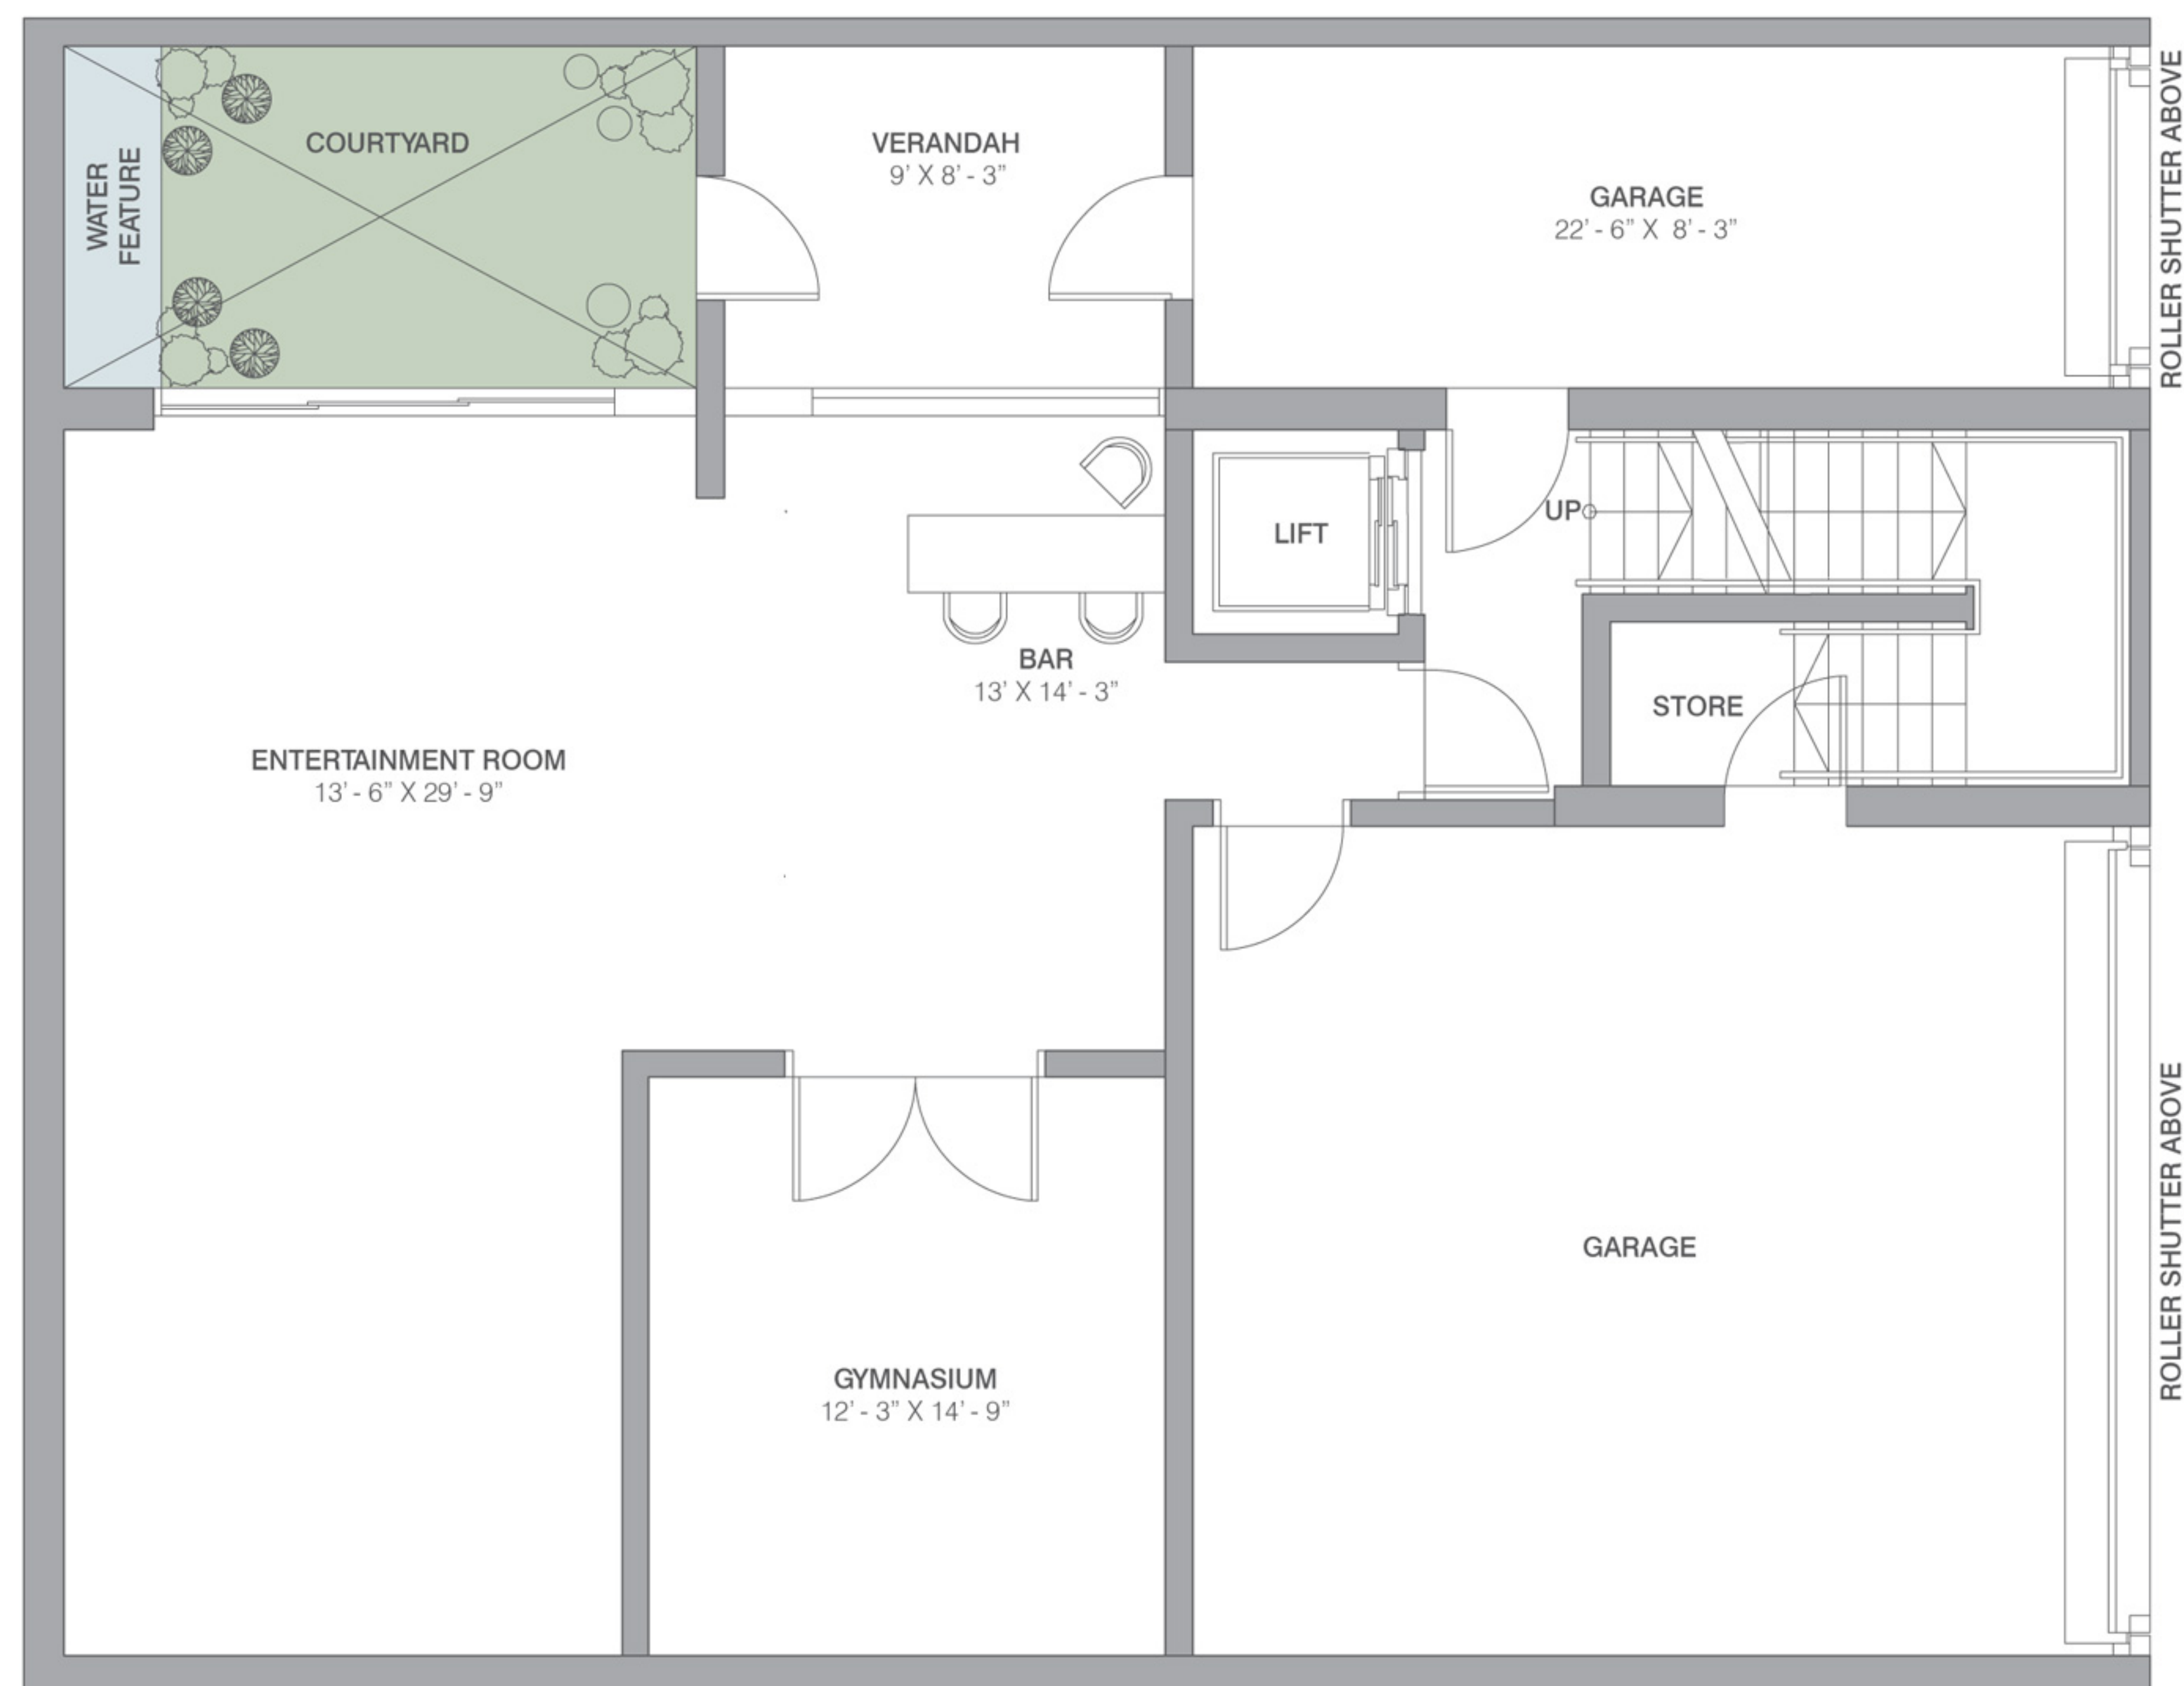 WATER
FEATURE
COURTYARD
VERANDAH
9’ X 8’ - 3”
GARAGE
22’ - 6” X 8’ - 3”
ROLLER SHUTTER ABOVE
LIFT
UP
BAR
13’ X 14’ - 3”
STORE
ENTERTAINMENT ROOM
13’ - 6” X 29’ - 9”
GARAGE
ROLLER SHUTTER ABOVE
GYMNASIUM
12’ - 3” X 14’ - 9”